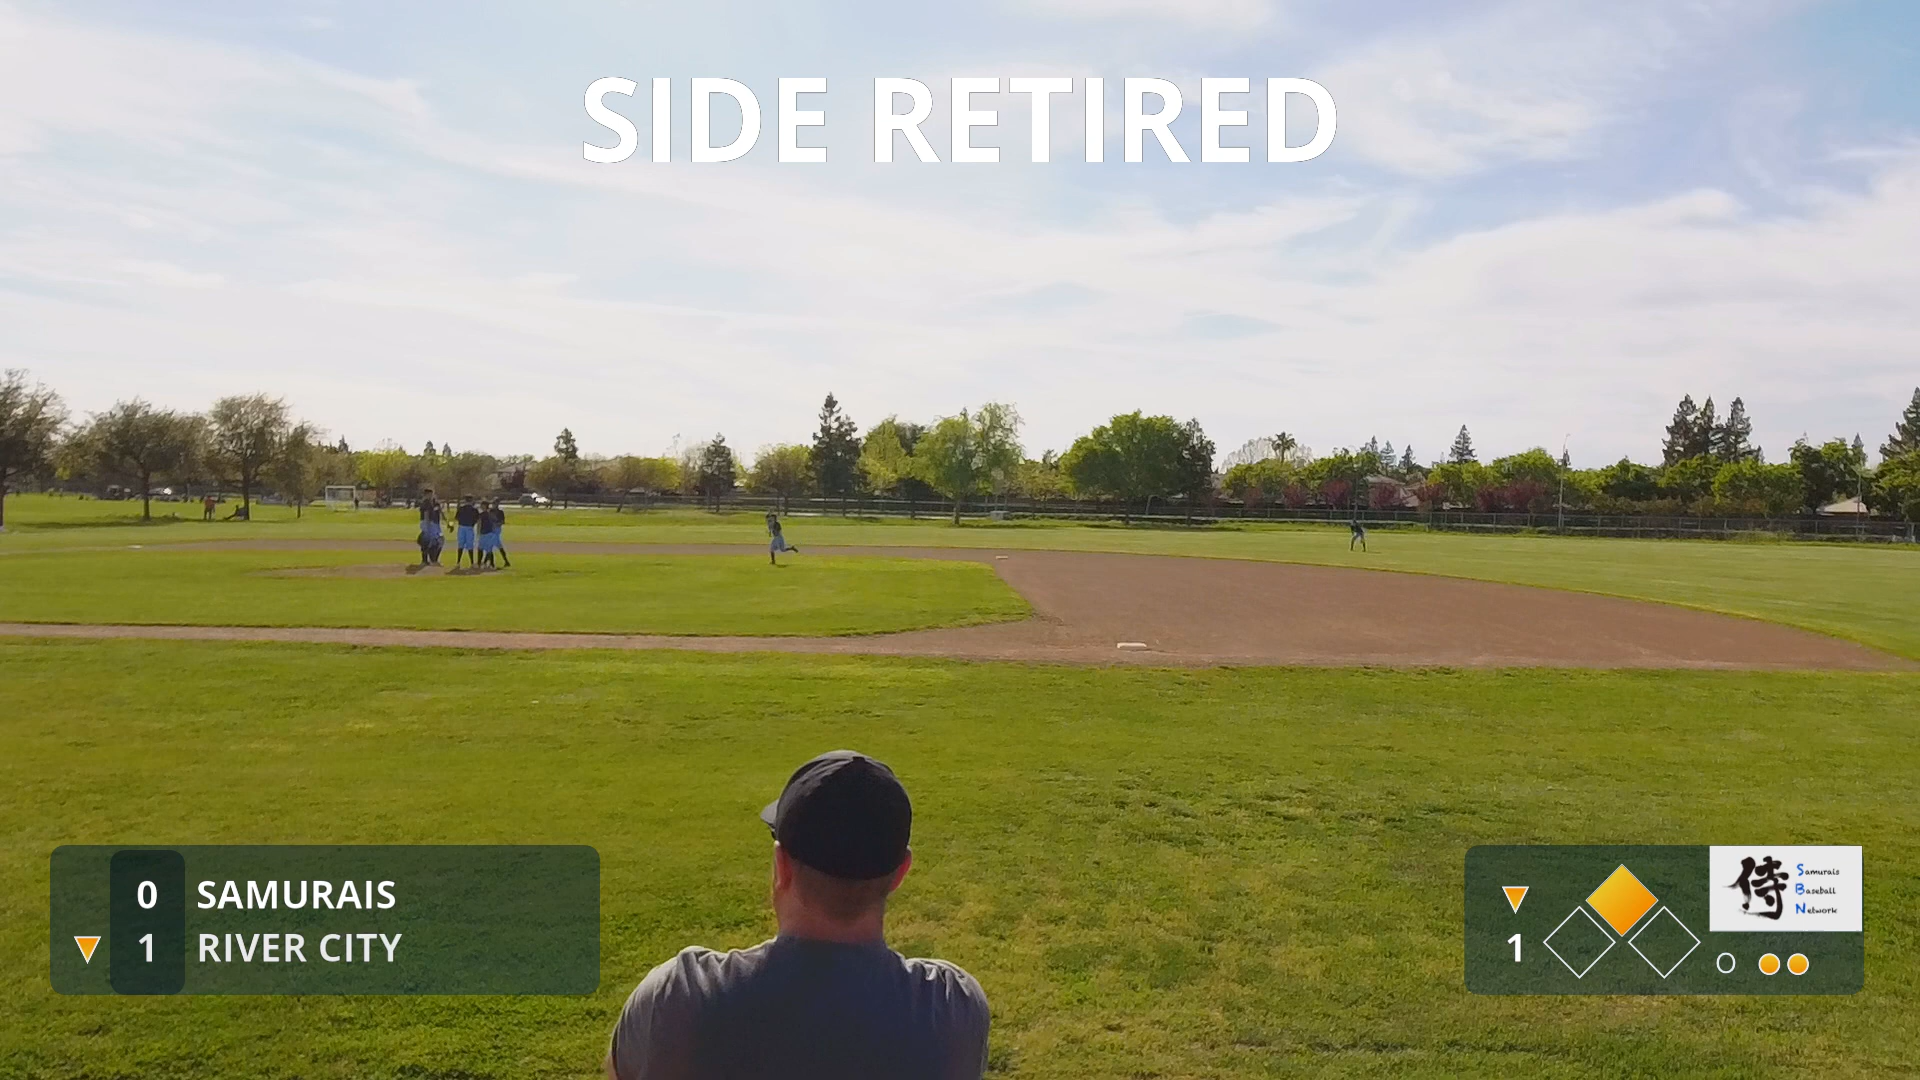 SIDE RETIRED
0 SAMURAIS
1 RIVER CITY
1
侍
Samurais
Baseball
Network
O